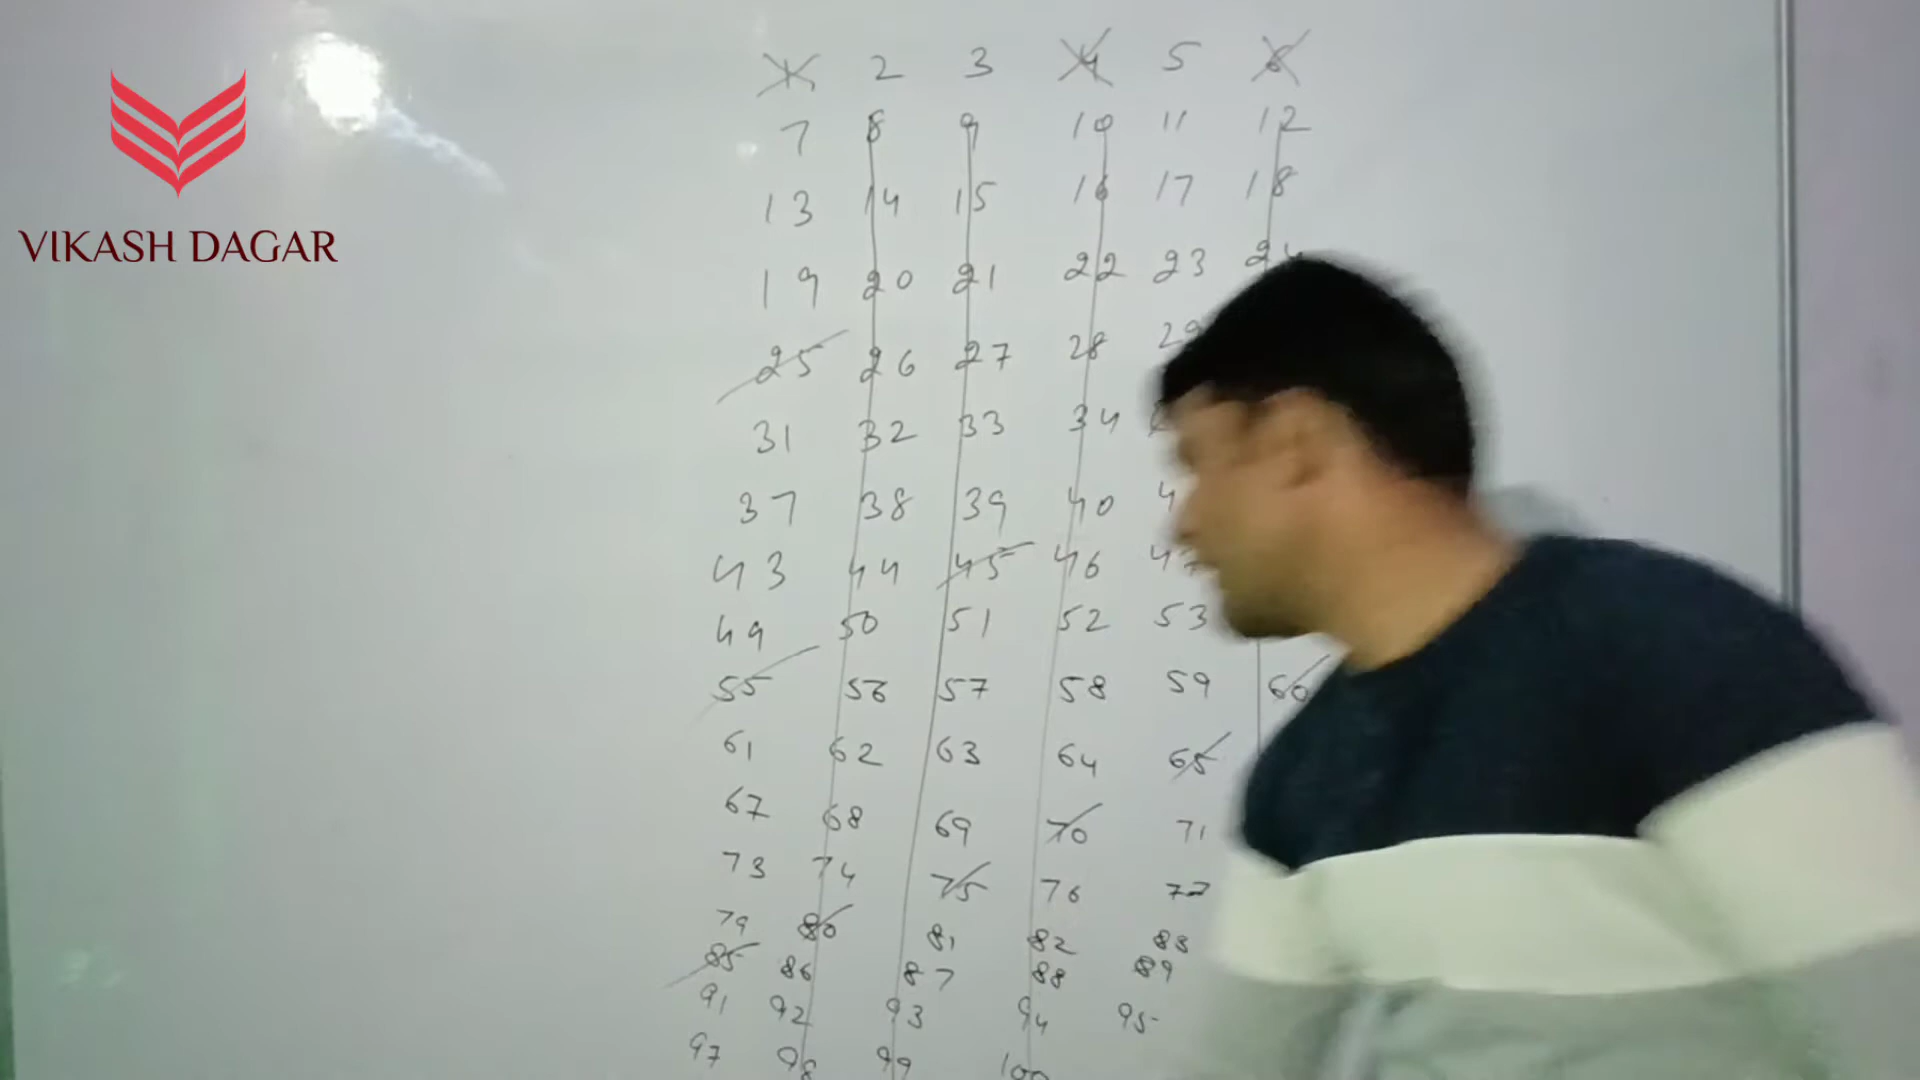 VIKASH DAGAR
1 2 3 4 5 6
7 8 9 10 11 12
13 14 15 16 17 18
19 20 21 22 23 24
25 26 27 28 29
31 32 33 34
37 38 39 40
43 44 45 46 47
49 50 51 52 53
55 56 57 58 59 60
61 62 63 64 65
67 68 69 70 71
73 74 75 76 77
79 80 81 82 83
85 86 87 88 89
91 92 93 94 95
97 98 99 100